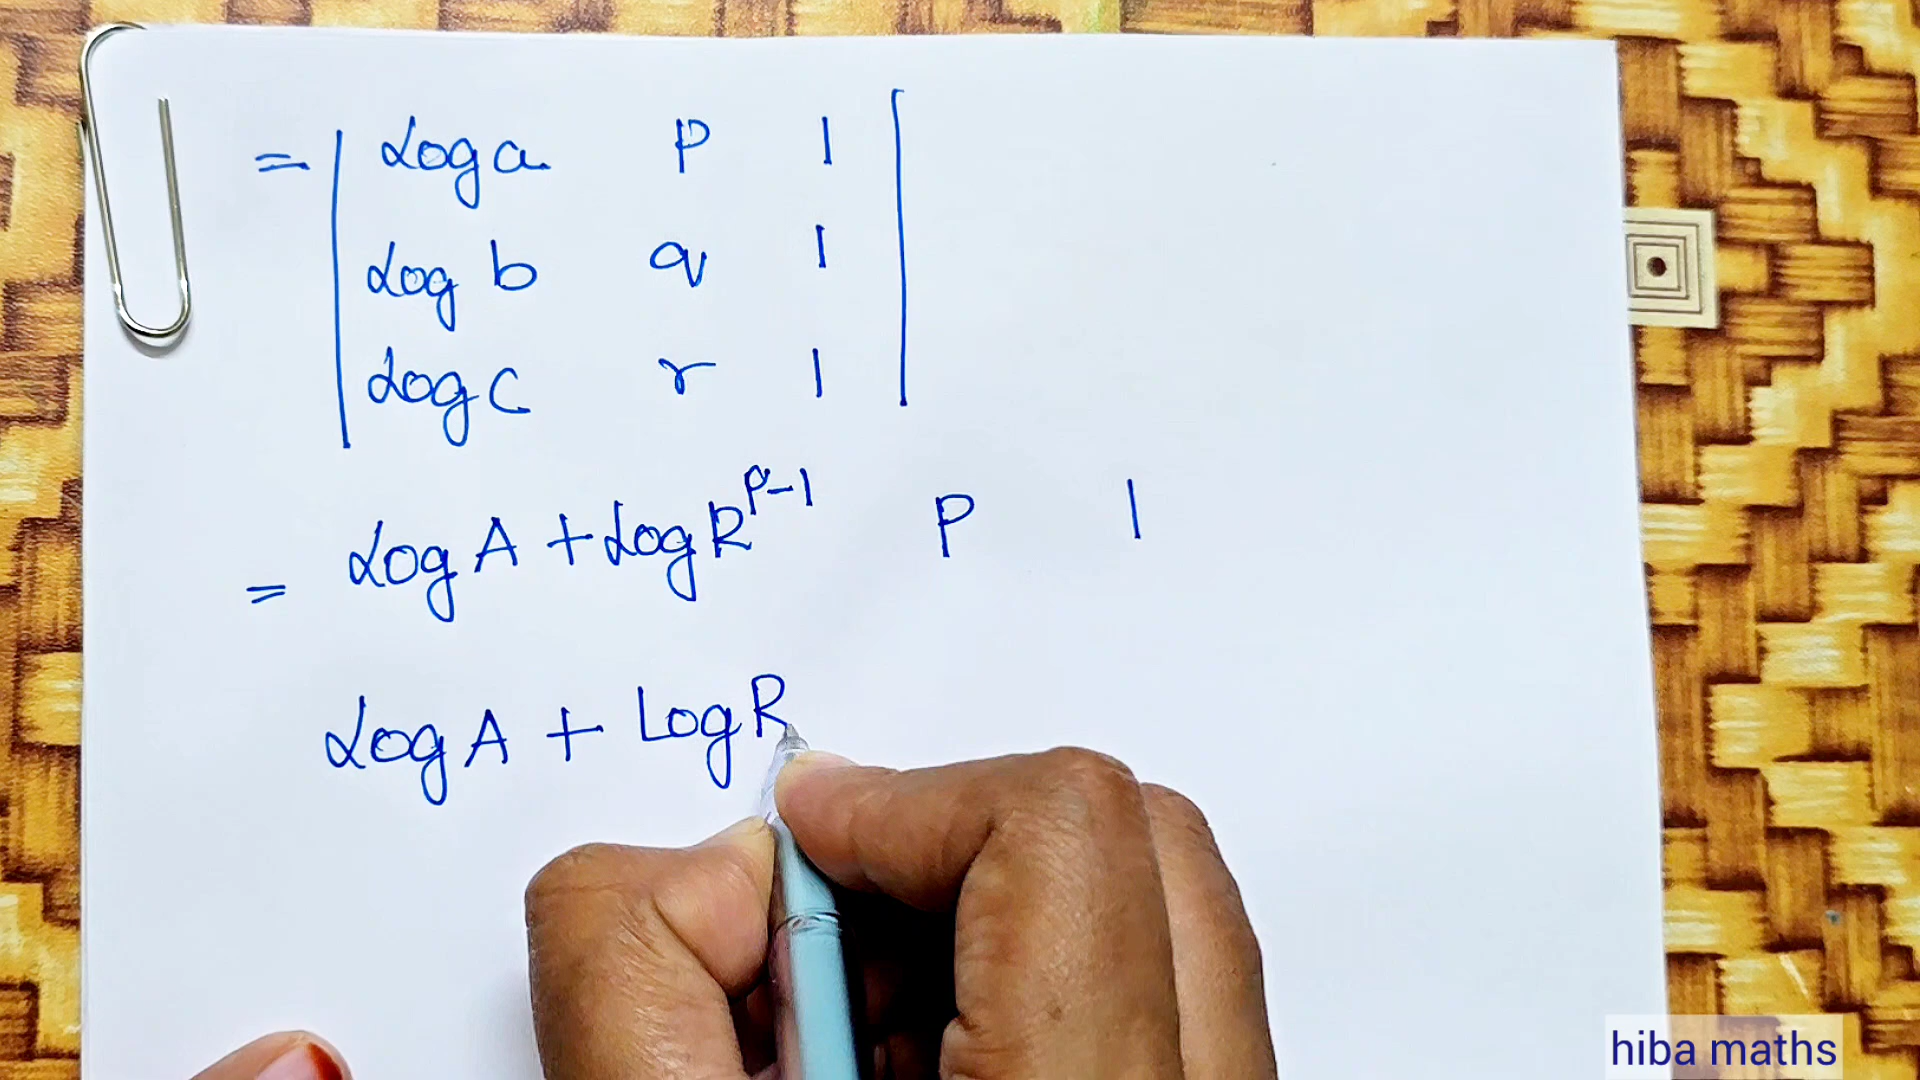 = | Log a p 1 |
| Log b q 1 |
| Log c r 1 |
= Log A + Log R^{p-1} p 1
Log A + Log R
hiba maths